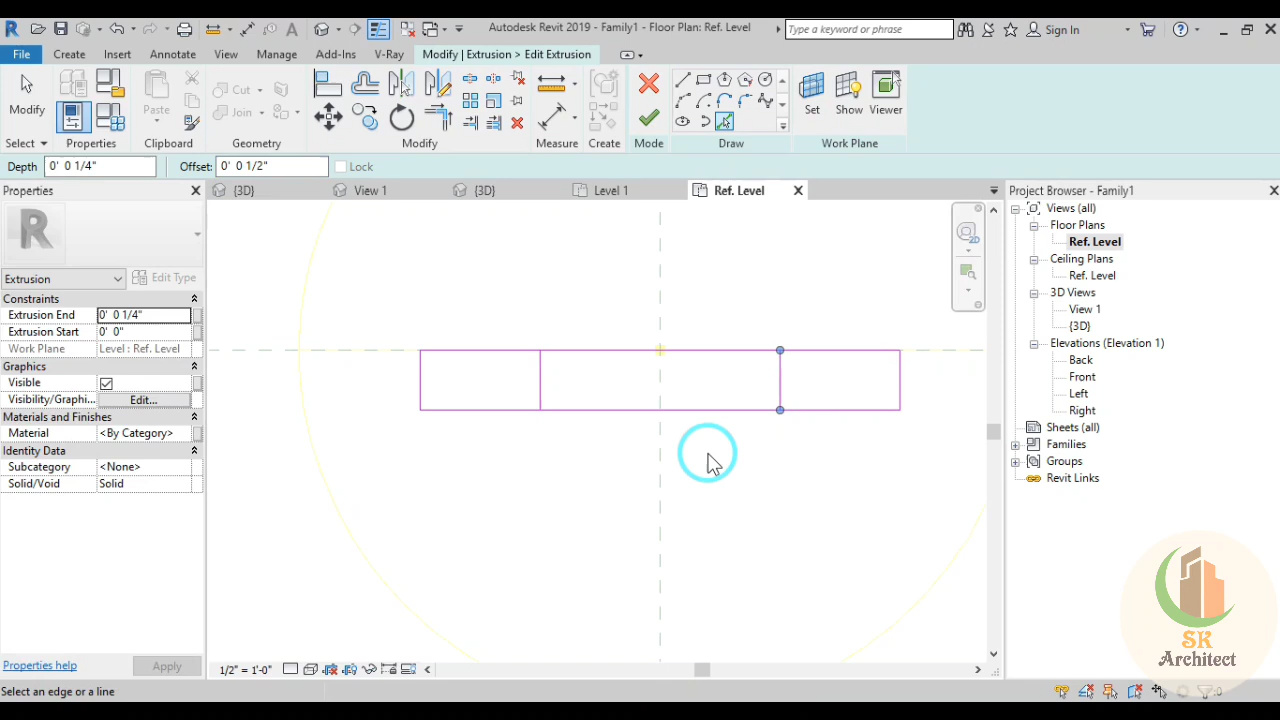 Autodesk Revit 2019 - Family1 - Floor Plan: Ref. Level
Type a keyword or phrase
Sign In
File Create Insert Annotate View Manage Add-Ins V-Ray Modify | Extrusion > Edit Extrusion
Modify
Paste
Cut
Join
Set Show Viewer
Select Properties Clipboard Geometry Modify Measure Create Mode Draw Work Plane
Depth 0' 0 1/4" Offset: 0' 0 1/2" Lock
Properties
{3D} View 1 {3D} Level 1 Ref. Level
Project Browser - Family1
Extrusion Edit Type
Constraints
Extrusion End 0' 0 1/4"
Extrusion Start 0' 0"
Work Plane Level : Ref. Level
Graphics
Visible
Visibility/Graphi... Edit...
Materials and Finishes
Material <By Category>
Identity Data
Subcategory <None>
Solid/Void Solid
Properties help Apply
2D
Views (all)
Floor Plans
Ref. Level
Ceiling Plans
Ref. Level
3D Views
View 1
{3D}
Elevations (Elevation 1)
Back
Front
Left
Right
Sheets (all)
Families
Groups
Revit Links
SK
Architect
1/2" = 1'-0"
Select an edge or a line
:0